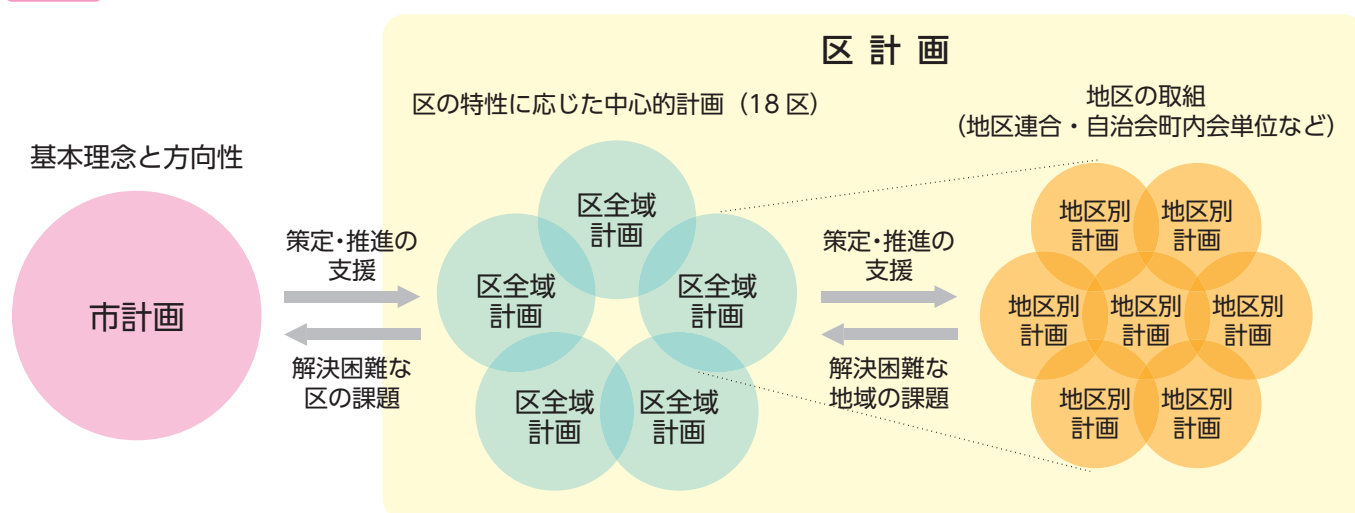 区計画
区の特性に応じた中心的計画（18 区）
地区の取組
（地区連合・自治会町内会単位など）
基本理念と方向性
市計画
策定・推進の
支援
解決困難な
区の課題
区全域
計画
区全域
計画
区全域
計画
区全域
計画
区全域
計画
策定・推進の
支援
解決困難な
地域の課題
地区別
計画
地区別
計画
地区別
計画
地区別
計画
地区別
計画
地区別
計画
地区別
計画